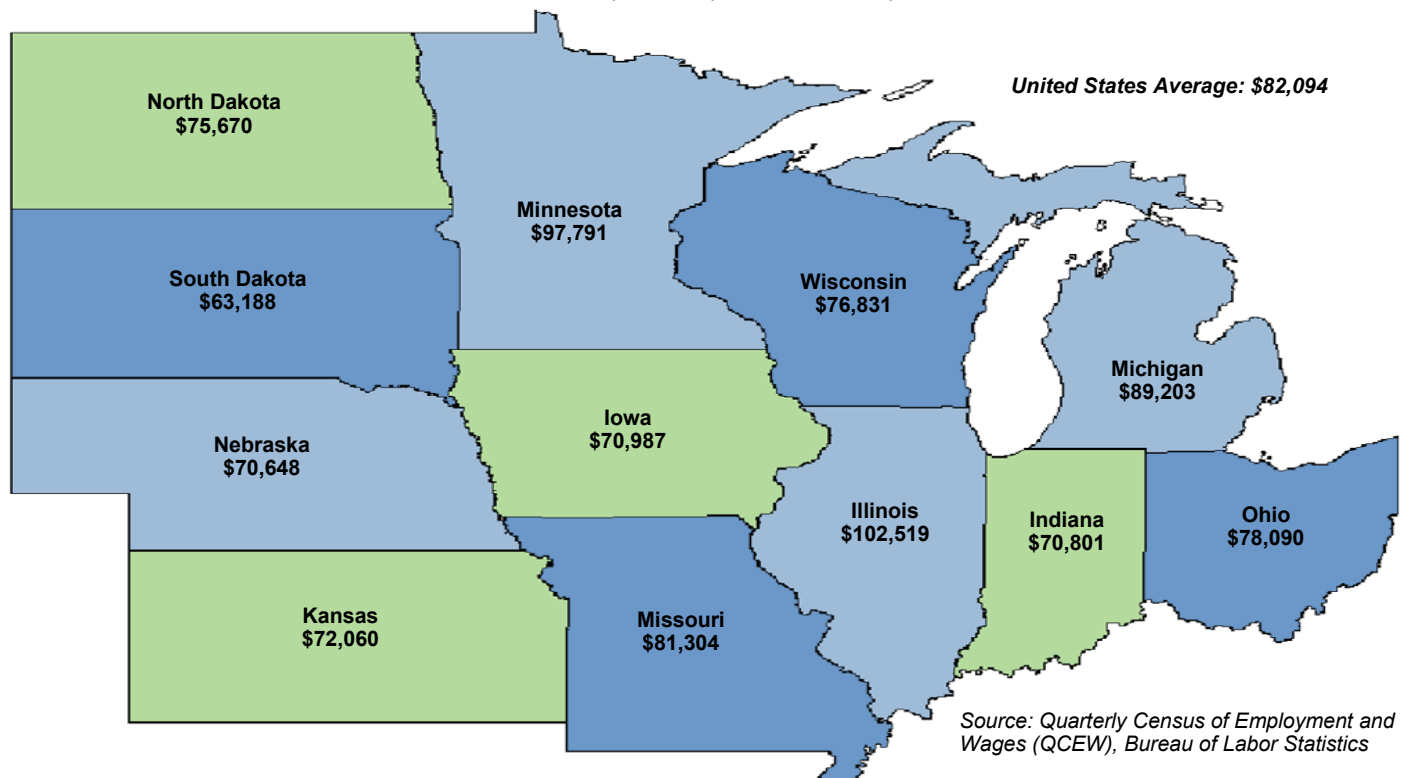 United States Average: $82,094
North Dakota
$75,670
Minnesota
$97,791
South Dakota
$63,188
Wisconsin
$76,831
Michigan
$89,203
Iowa
$70,987
Nebraska
$70,648
Illinois
$102,519
Indiana
$70,801
Ohio
$78,090
Kansas
$72,060
Missouri
$81,304
Source: Quarterly Census of Employment and
Wages (QCEW), Bureau of Labor Statistics